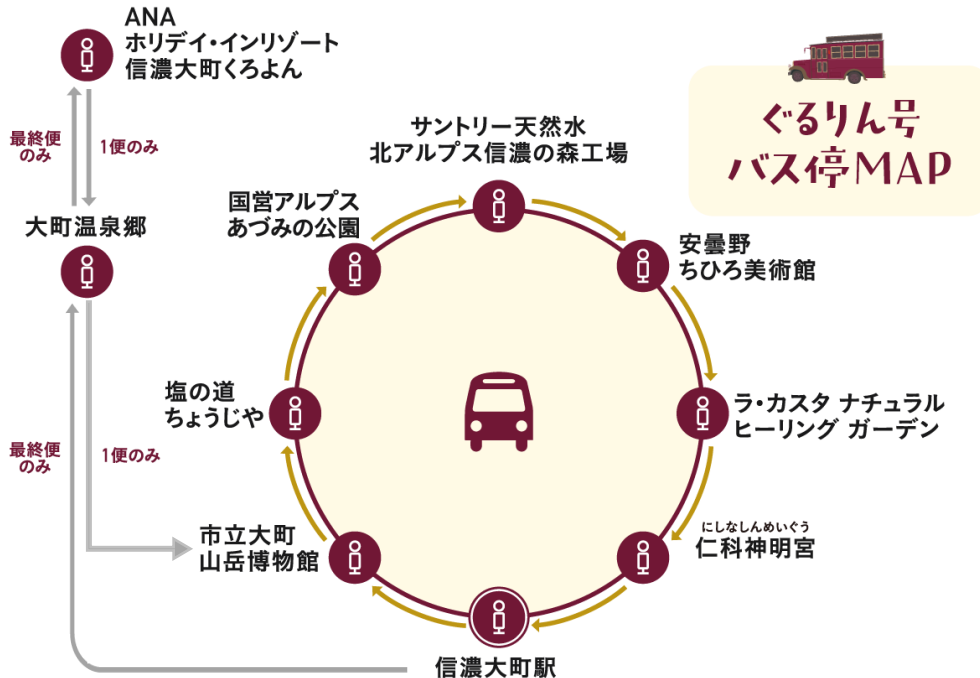 ANA
ホリデイ・インリゾート
信濃大町くろよん
ぐるりん号
バス停MAP
最終便
のみ
1便のみ
サントリー天然水
北アルプス信濃の森工場
国営アルプス
あづみの公園
大町温泉郷
安曇野
ちひろ美術館
塩の道
ちょうじや
ラ・カスタ ナチュラル
ヒーリング ガーデン
最終便
のみ
1便のみ
市立大町
山岳博物館
にしなしんめいぐう
仁科神明宮
信濃大町駅